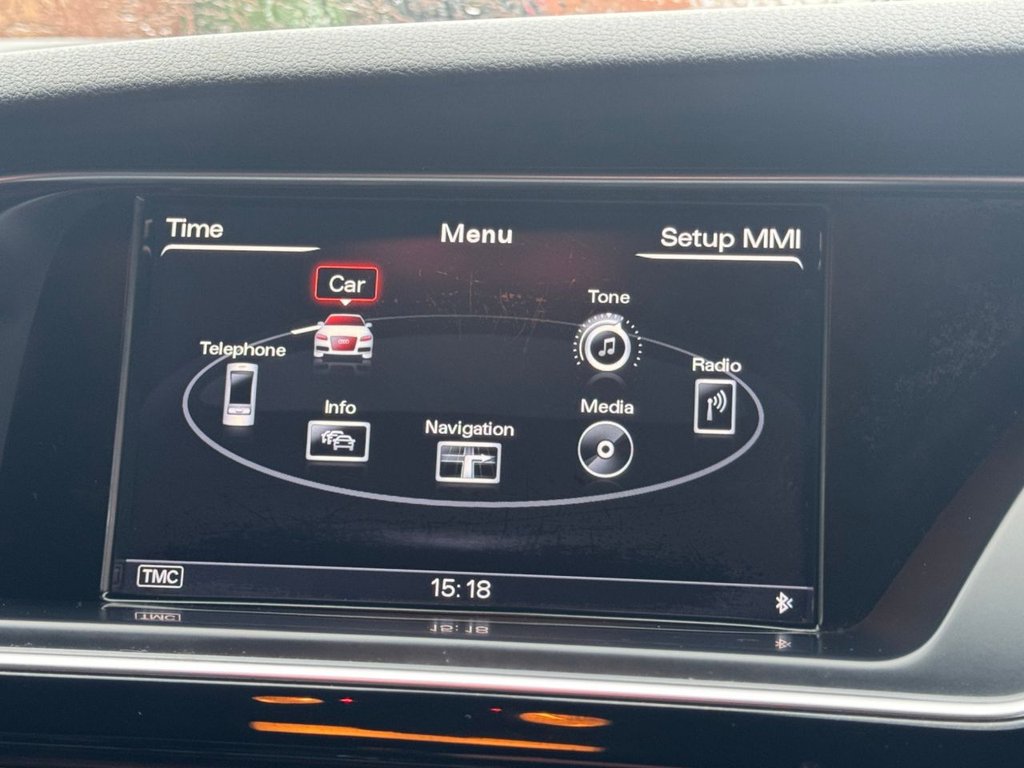 Time
Menu
Setup MMI
Car
Tone
Telephone
Radio
Info
Media
Navigation
TMC
15:18